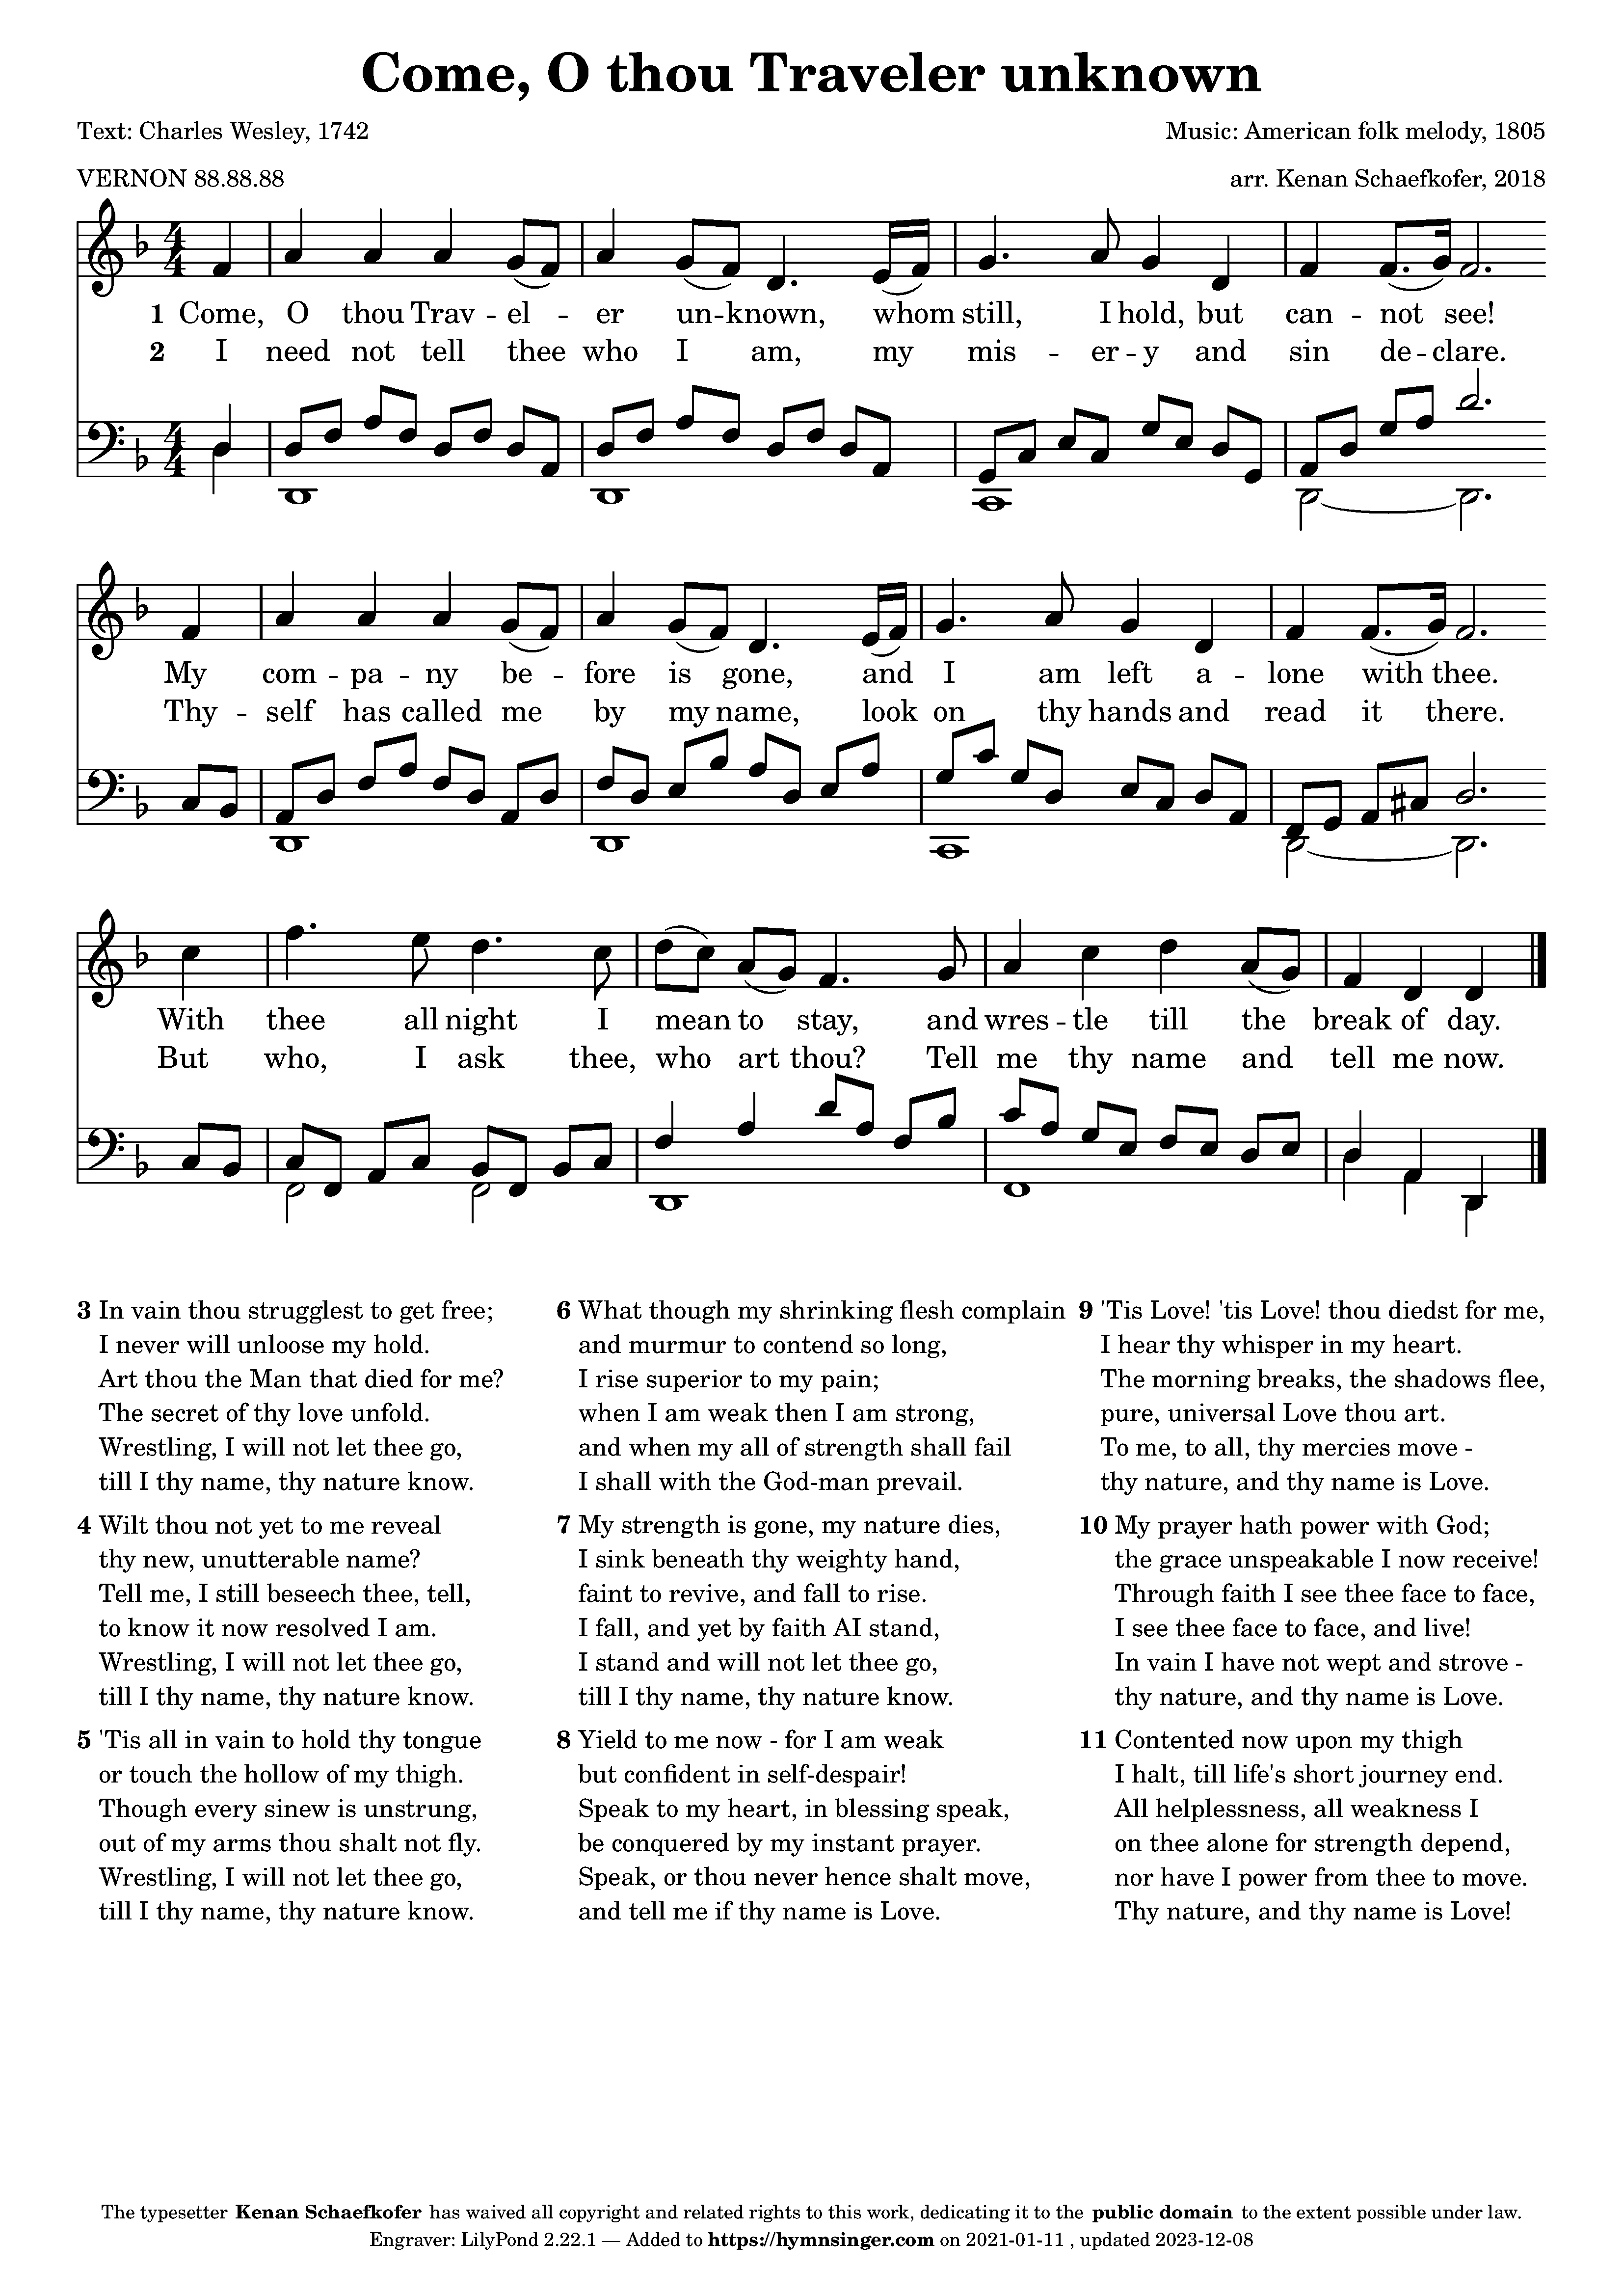 Come, O thou Traveler unknown
Text: Charles Wesley, 1742
Music: American folk melody, 1805
VERNON 88.88.88
arr. Kenan Schaefkofer, 2018
1 Come, O thou Trav - el - er un - known, whom still, I hold, but can - not see!
2 I need not tell thee who I am, my mis - er - y and sin de - clare.
My com - pa - ny be - fore is gone, and I am left a - lone with thee.
Thy - self has called me by my name, look on thy hands and read it there.
With thee all night I mean to stay, and wres - tle till the break of day.
But who, I ask thee, who art thou? Tell me thy name and tell me now.
3 In vain thou strugglest to get free;
I never will unloose my hold.
Art thou the Man that died for me?
The secret of thy love unfold.
Wrestling, I will not let thee go,
till I thy name, thy nature know.
4 Wilt thou not yet to me reveal
thy new, unutterable name?
Tell me, I still beseech thee, tell,
to know it now resolved I am.
Wrestling, I will not let thee go,
till I thy name, thy nature know.
5 'Tis all in vain to hold thy tongue
or touch the hollow of my thigh.
Though every sinew is unstrung,
out of my arms thou shalt not fly.
Wrestling, I will not let thee go,
till I thy name, thy nature know.
6 What though my shrinking flesh complain
and murmur to contend so long,
I rise superior to my pain;
when I am weak then I am strong,
and when my all of strength shall fail
I shall with the God-man prevail.
7 My strength is gone, my nature dies,
I sink beneath thy weighty hand,
faint to revive, and fall to rise.
I fall, and yet by faith AI stand,
I stand and will not let thee go,
till I thy name, thy nature know.
8 Yield to me now - for I am weak
but confident in self-despair!
Speak to my heart, in blessing speak,
be conquered by my instant prayer.
Speak, or thou never hence shalt move,
and tell me if thy name is Love.
9 'Tis Love! 'tis Love! thou diedst for me,
I hear thy whisper in my heart.
The morning breaks, the shadows flee,
pure, universal Love thou art.
To me, to all, thy mercies move -
thy nature, and thy name is Love.
10 My prayer hath power with God;
the grace unspeakable I now receive!
Through faith I see thee face to face,
I see thee face to face, and live!
In vain I have not wept and strove -
thy nature, and thy name is Love.
11 Contented now upon my thigh
I halt, till life's short journey end.
All helplessness, all weakness I
on thee alone for strength depend,
nor have I power from thee to move.
Thy nature, and thy name is Love!
The typesetter Kenan Schaefkofer has waived all copyright and related rights to this work, dedicating it to the public domain to the extent possible under law.
Engraver: LilyPond 2.22.1 — Added to https://hymnsinger.com on 2021-01-11 , updated 2023-12-08